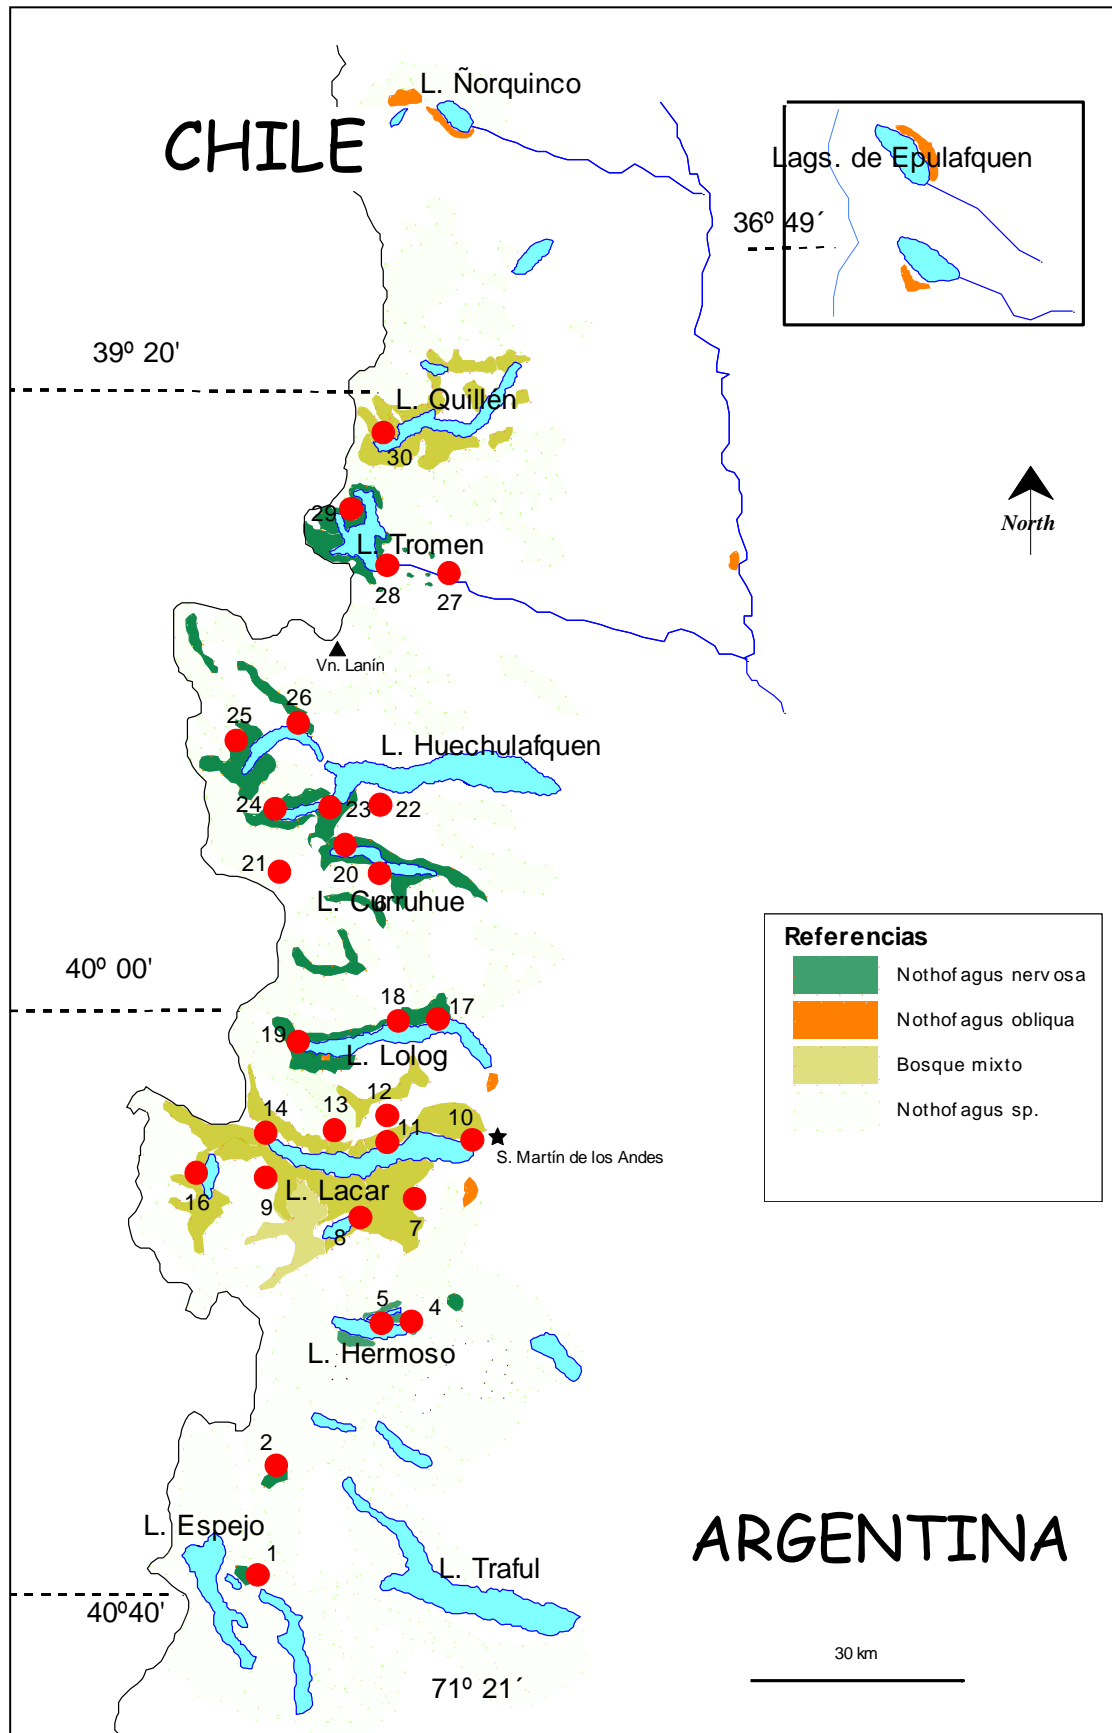 L. Ñorquinco
CHILE
Lags. de Epulafquen
36º 49´
39º 20'
L. Quillén
30
29
North
L. Tromen
28
27
Vn. Lanín
26
25
L. Huechulafquen
24
23
22
21
20
6
L. Curruhue
Referencias
Nothofagus nervosa
Nothofagus obliqua
Bosque mixto
Nothofagus sp.
40º 00'
18
17
19
L. Lolog
12
14
13
11
10
S. Martín de los Andes
16
9
L. Lacar
7
8
5
4
L. Hermoso
2
L. Espejo
ARGENTINA
1
L. Traful
40º40'
30 km
71º 21´